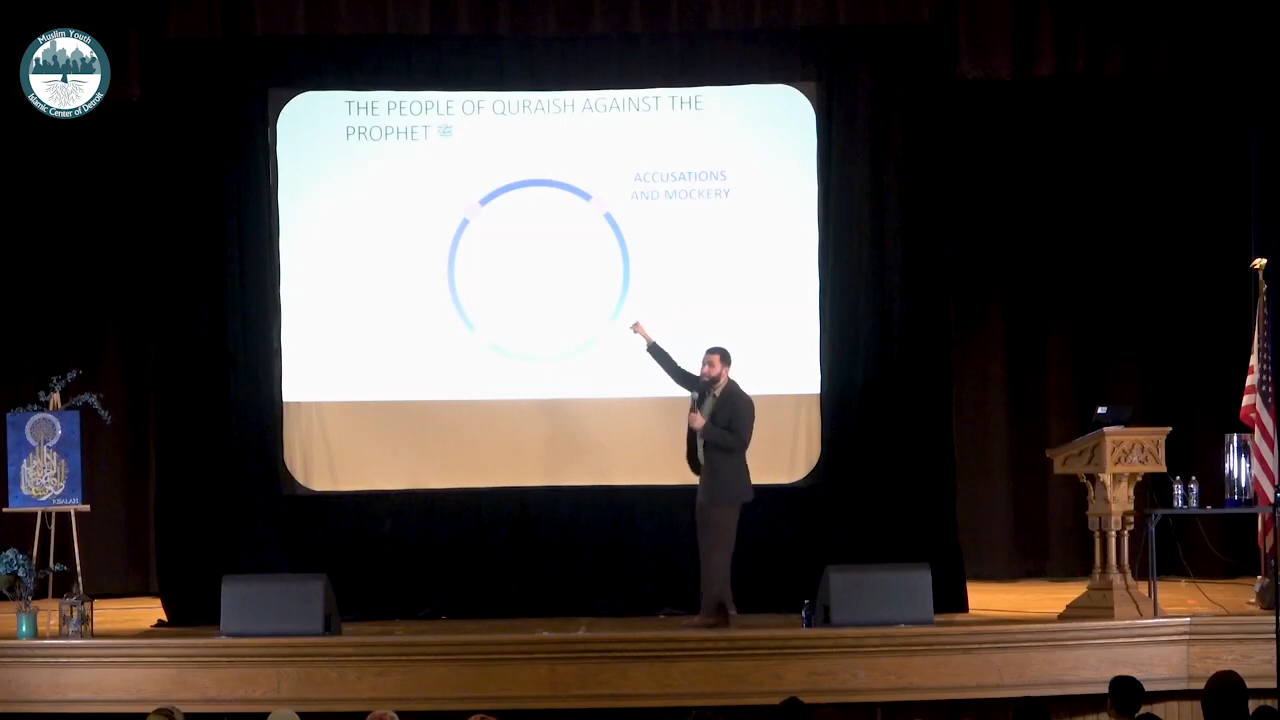 Muslim Youth
Islamic Center of Detroit
THE PEOPLE OF QURAISH AGAINST THE
PROPHET ﷺ
ACCUSATIONS
AND MOCKERY
RISALAH